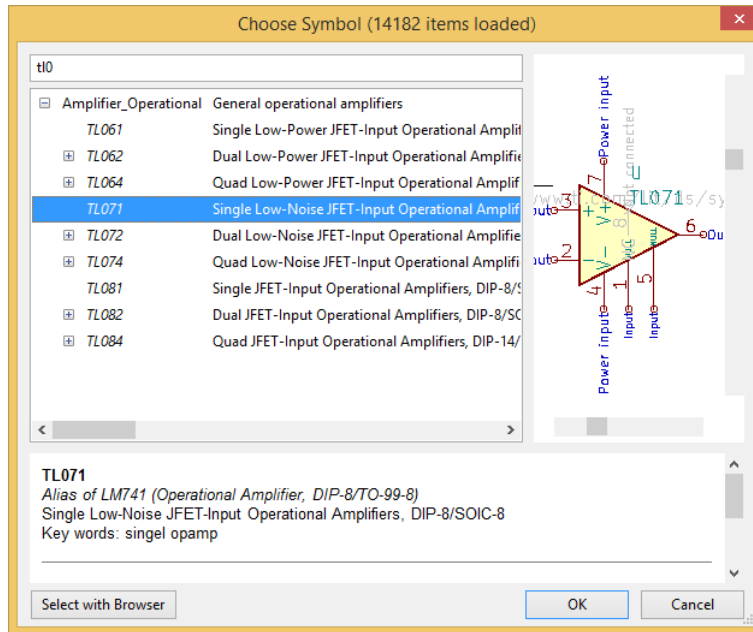 Choose Symbol (14182 items loaded)
tl0
Amplifier_Operational General operational amplifiers
TL061 Single Low-Power JFET-Input Operational Amplif
TL062 Dual Low-Power JFET-Input Operational Amplifie
TL064 Quad Low-Power JFET-Input Operational Amplif
TL071 Single Low-Noise JFET-Input Operational Amplif
TL072 Dual Low-Noise JFET-Input Operational Amplifi
TL074 Quad Low-Noise JFET-Input Operational Amplifi
TL081 Single JFET-Input Operational Amplifiers, DIP-8/S
TL082 Dual JFET-Input Operational Amplifiers, DIP-8/SC
TL084 Quad JFET-Input Operational Amplifiers, DIP-14/
Power input
7
U
TL071
put 3 + V+
6 Ou
put 2 - V-
4 1 5
Power input
Input
Input
TL071
Alias of LM741 (Operational Amplifier, DIP-8/TO-99-8)
Single Low-Noise JFET-Input Operational Amplifiers, DIP-8/SOIC-8
Key words: singel opamp
Select with Browser
OK
Cancel